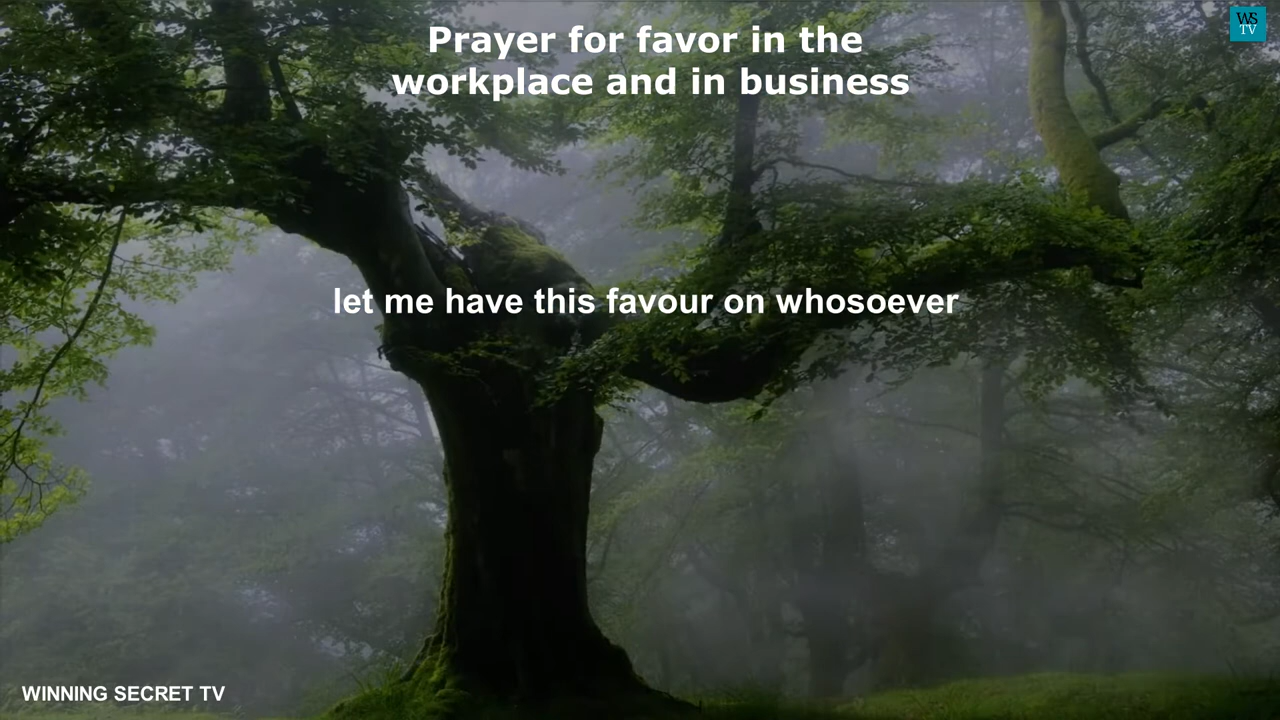 Prayer for favor in the
workplace and in business
WS
TV
let me have this favour on whosoever
WINNING SECRET TV